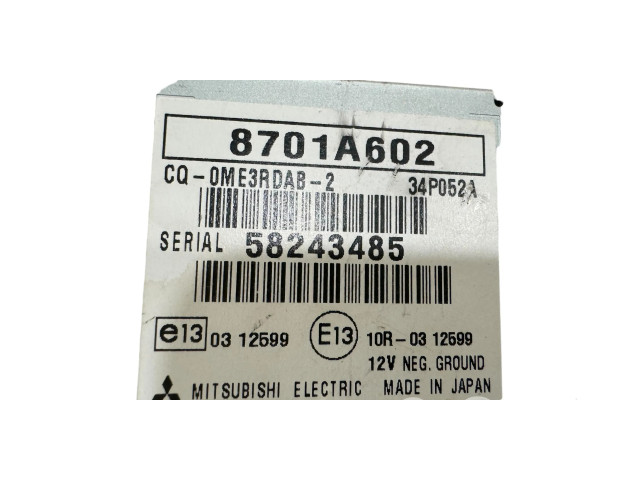 8701A602
CQ-0ME3RDAB-2 34P052A
SERIAL 58243485
e13 03 12599 E13 10R-03 12599
12V NEG. GROUND
MITSUBISHI ELECTRIC MADE IN JAPAN